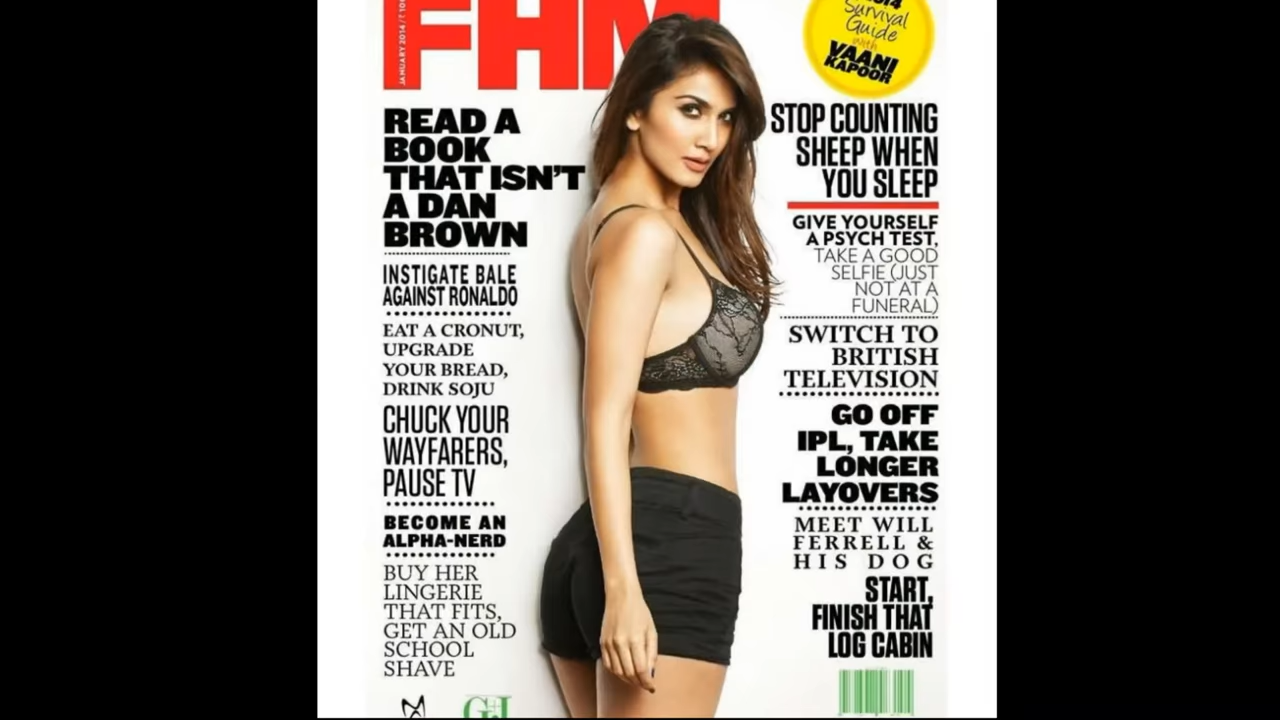 JANUARY 2014 / ₹ 100
FHM
2014
Survival
Guide
with
VAANI
KAPOOR
READ A
BOOK
THAT ISN'T
A DAN
BROWN
INSTIGATE BALE
AGAINST RONALDO
EAT A CRONUT,
UPGRADE
YOUR BREAD,
DRINK SOJU
CHUCK YOUR
WAYFARERS,
PAUSE TV
BECOME AN
ALPHA-NERD
BUY HER
LINGERIE
THAT FITS,
GET AN OLD
SCHOOL
SHAVE
G+J
STOP COUNTING
SHEEP WHEN
YOU SLEEP
GIVE YOURSELF
A PSYCH TEST,
TAKE A GOOD
SELFIE (JUST
NOT AT A
FUNERAL)
SWITCH TO
BRITISH
TELEVISION
GO OFF
IPL, TAKE
LONGER
LAYOVERS
MEET WILL
FERRELL &
HIS DOG
START,
FINISH THAT
LOG CABIN